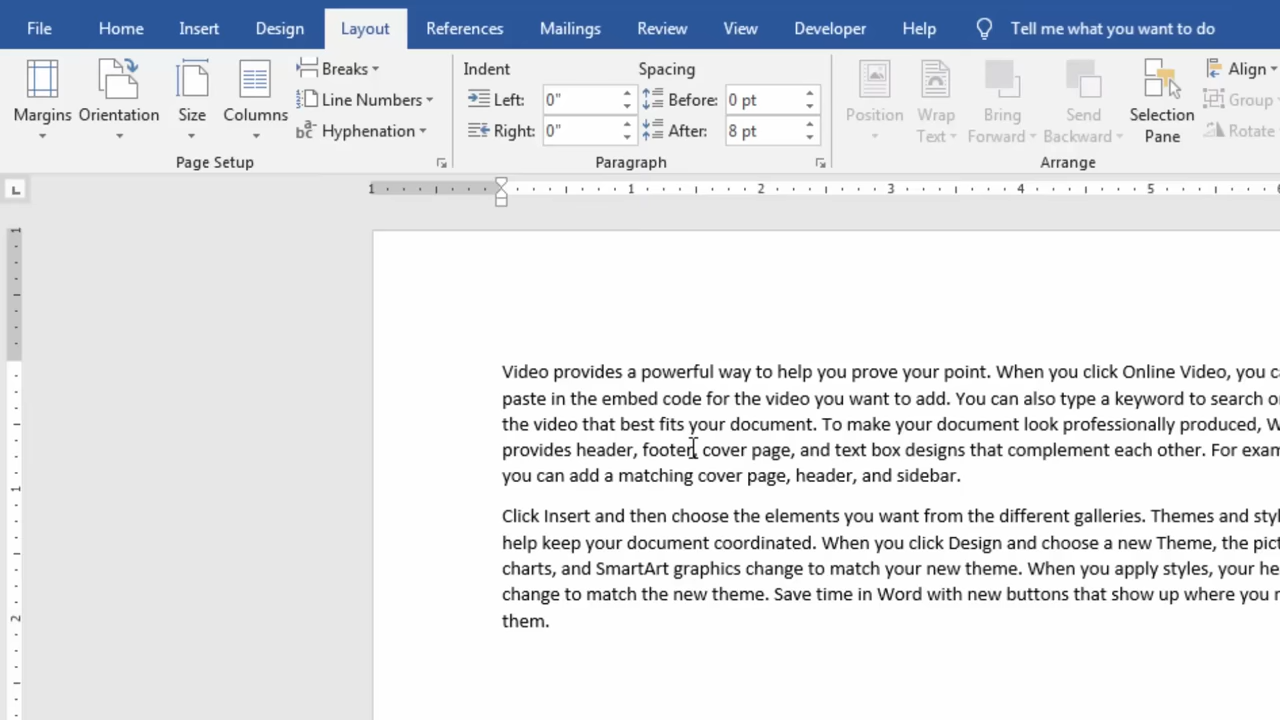 File Home Insert Design Layout References Mailings Review View Developer Help Tell me what you want to do
Margins Orientation Size Columns
Breaks
Line Numbers
Hyphenation
Page Setup
Indent Spacing
Left: 0" Before: 0 pt
Right: 0" After: 8 pt
Paragraph
Position Wrap Text Bring Forward Send Backward Selection Pane
Align
Group
Rotate
Arrange
1 1 2 3 4 5
1
1
2
Video provides a powerful way to help you prove your point. When you click Online Video, you
paste in the embed code for the video you want to add. You can also type a keyword to search
the video that best fits your document. To make your document look professionally produced,
provides header, footer, cover page, and text box designs that complement each other. For
you can add a matching cover page, header, and sidebar.
Click Insert and then choose the elements you want from the different galleries. Themes and
help keep your document coordinated. When you click Design and choose a new Theme, the
charts, and SmartArt graphics change to match your new theme. When you apply styles, your
change to match the new theme. Save time in Word with new buttons that show up where you
them.